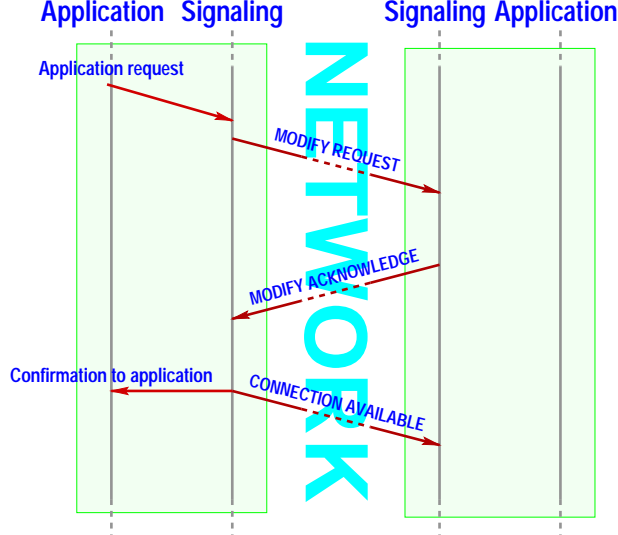 Application Signaling Signaling Application
Application request
MODIFY REQUEST
MODIFY ACKNOWLEDGE
Confirmation to application
CONNECTION AVAILABLE
NETWORK